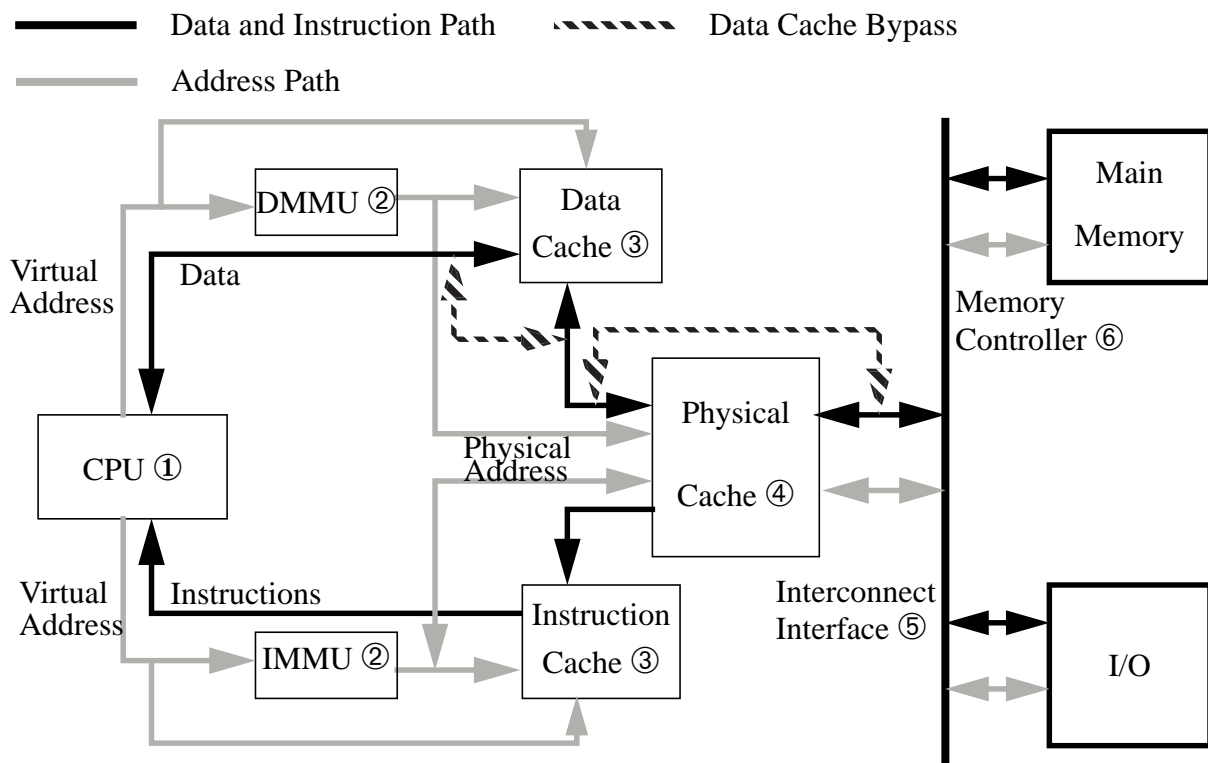 Data and Instruction Path
Data Cache Bypass
Address Path
DMMU ②
Data
Cache ③
Main
Memory
Virtual
Address
Data
Memory
Controller ⑥
Physical
Cache ④
Physical
Address
CPU ①
Virtual
Address
Instructions
Instruction
Cache ③
IMMU ②
Interconnect
Interface ⑤
I/O